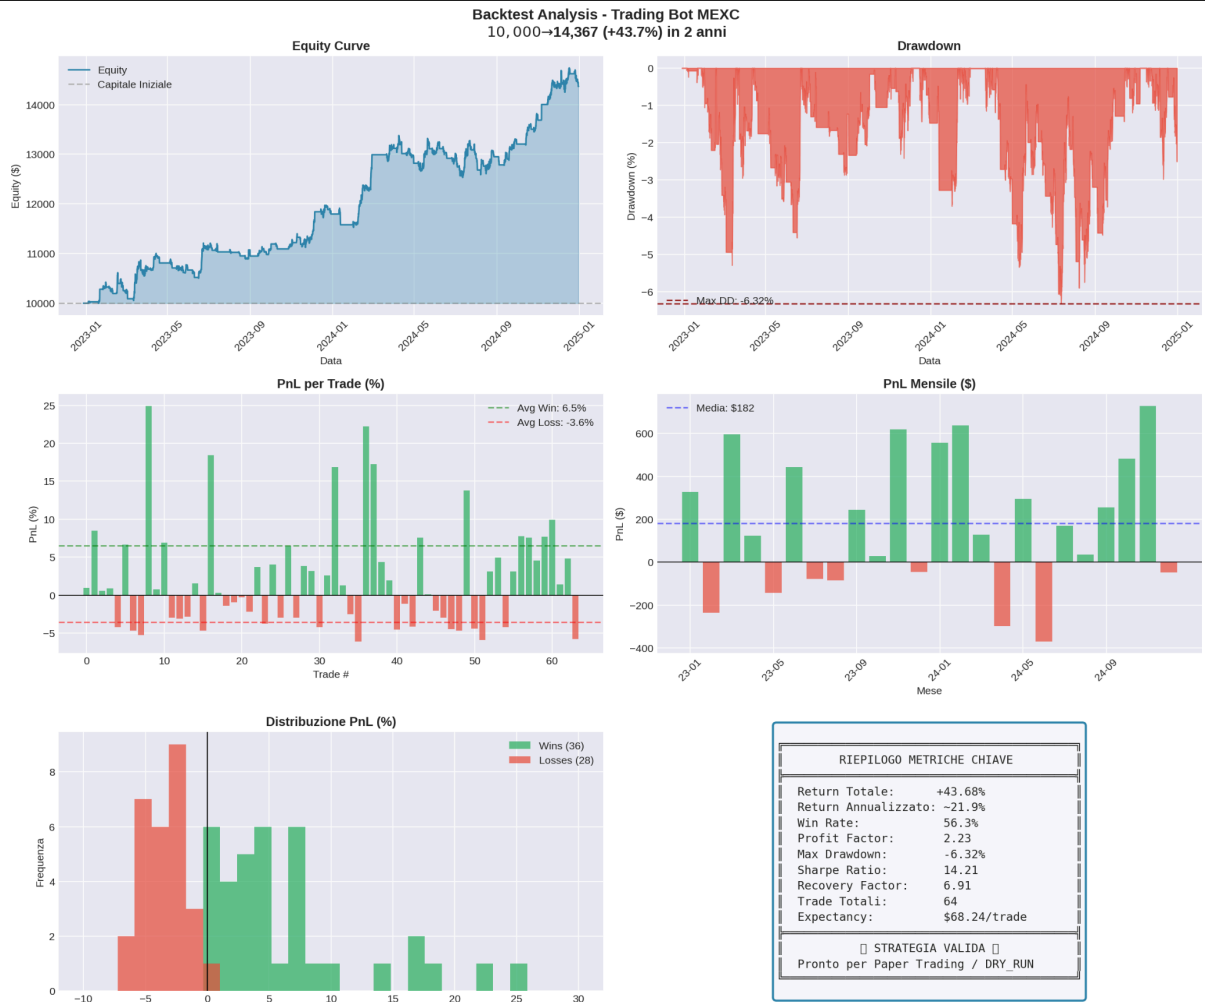 Backtest Analysis - Trading Bot MEXC
10,000→14,367 (+43.7%) in 2 anni
Equity Curve
Equity
Capitale Iniziale
14000
13000
12000
11000
10000
Equity ($)
2023-01
2023-05
2023-09
2024-01
2024-05
2024-09
2025-01
Data
Drawdown
0
−1
−2
−3
−4
−5
−6
Drawdown (%)
Max DD: -6.32%
2023-01
2023-05
2023-09
2024-01
2024-05
2024-09
2025-01
Data
PnL per Trade (%)
Avg Win: 6.5%
Avg Loss: -3.6%
25
20
15
10
5
0
−5
PnL (%)
0
10
20
30
40
50
60
Trade #
PnL Mensile ($)
Media: $182
600
400
200
0
−200
−400
PnL ($)
23-01
23-05
23-09
24-01
24-05
24-09
Mese
Distribuzione PnL (%)
Wins (36)
Losses (28)
8
6
4
2
0
Frequenza
−10
−5
0
5
10
15
20
25
30
RIEPILOGO METRICHE CHIAVE
Return Totale: +43.68%
Return Annualizzato: ~21.9%
Win Rate: 56.3%
Profit Factor: 2.23
Max Drawdown: -6.32%
Sharpe Ratio: 14.21
Recovery Factor: 6.91
Trade Totali: 64
Expectancy: $68.24/trade
STRATEGIA VALIDA
Pronto per Paper Trading / DRY_RUN